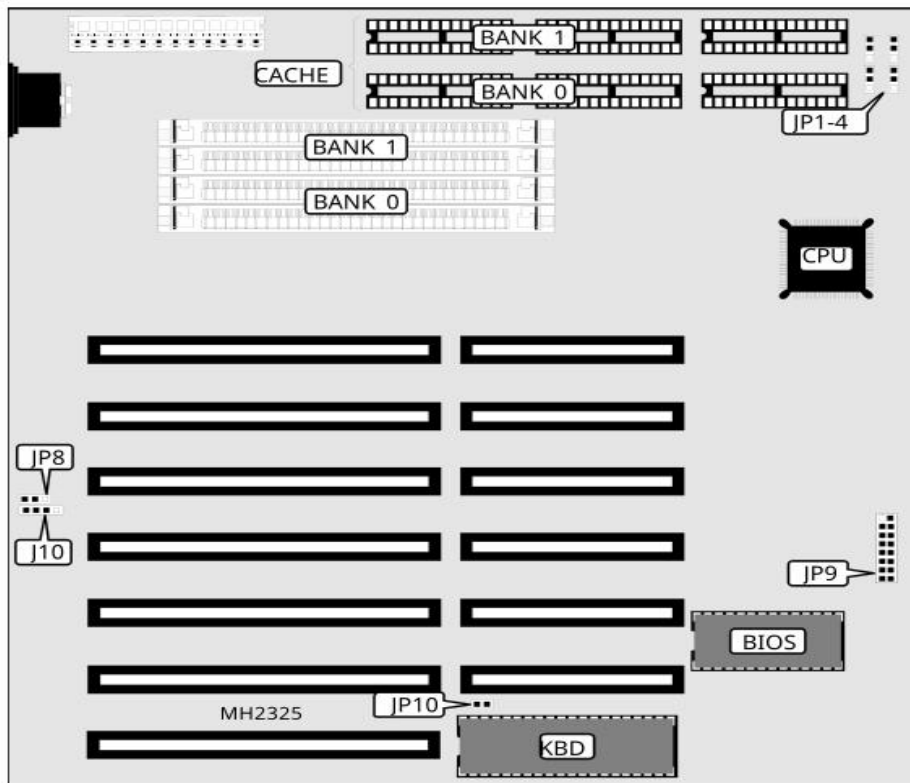 BANK 1
CACHE
BANK 0
JP1-4
BANK 1
BANK 0
CPU
JP8
J10
JP9
BIOS
JP10
MH2325
KBD